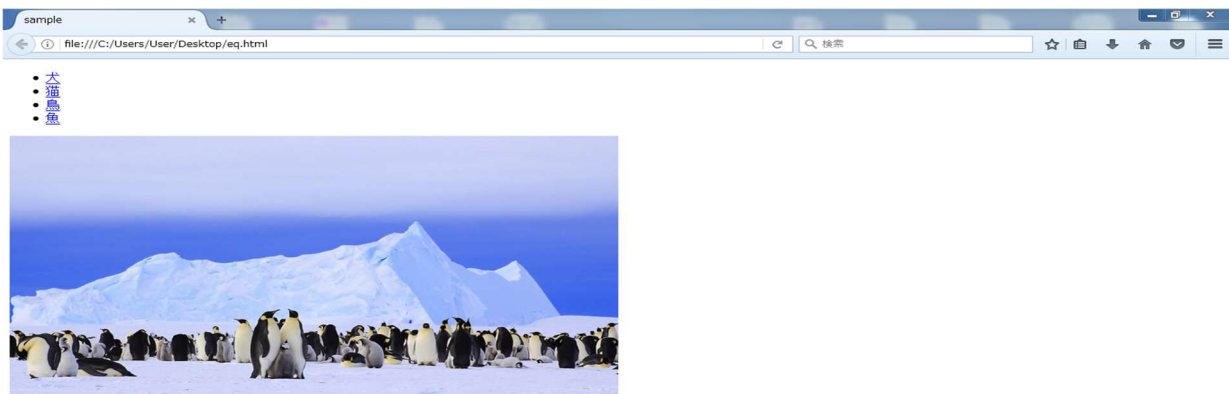 sample
file:///C:/Users/User/Desktop/eq.html
検索
犬
猫
鳥
魚